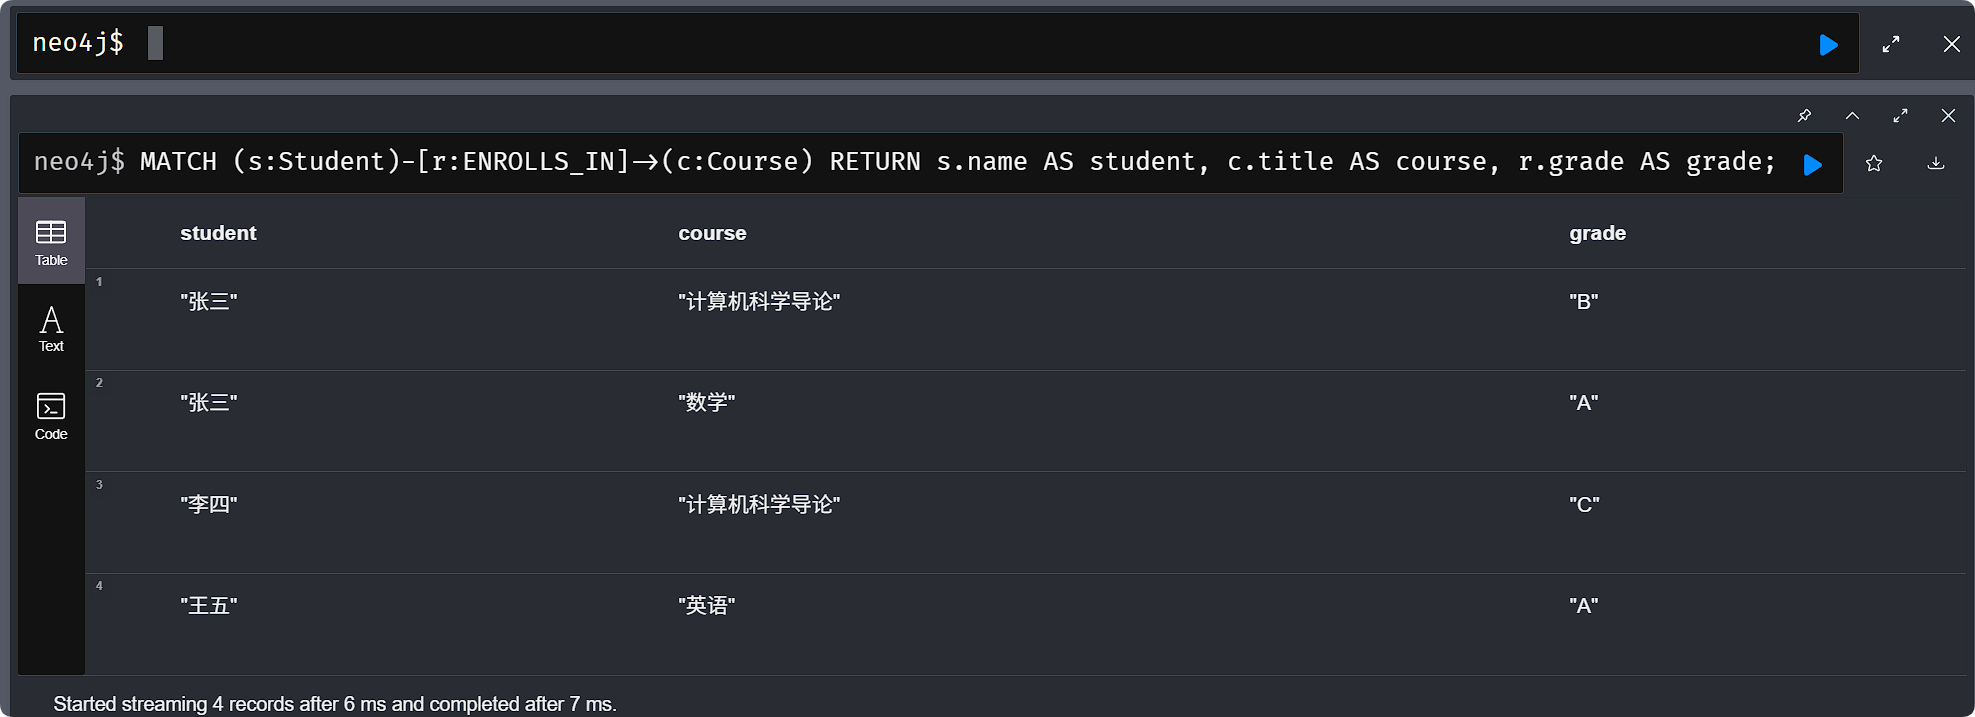 neo4j$
neo4j$ MATCH (s:Student)-[r:ENROLLS_IN]->(c:Course) RETURN s.name AS student, c.title AS course, r.grade AS grade;
Table
Text
Code
student course grade
1 "张三" "计算机科学导论" "B"
2 "张三" "数学" "A"
3 "李四" "计算机科学导论" "C"
4 "王五" "英语" "A"
Started streaming 4 records after 6 ms and completed after 7 ms.